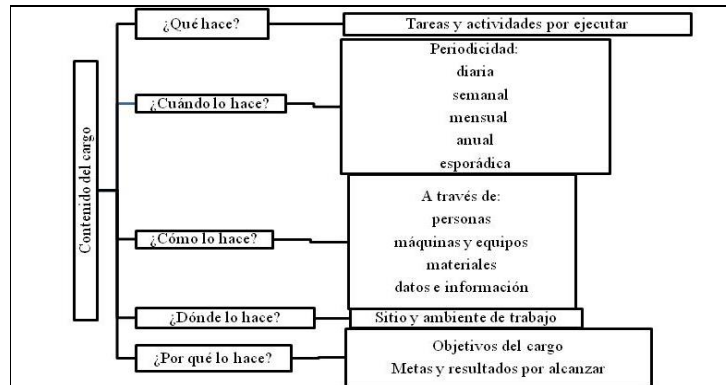 Contenido del cargo
¿Qué hace?
Tareas y actividades por ejecutar
¿Cuándo lo hace?
Periodicidad:
diaria
semanal
mensual
anual
esporádica
¿Cómo lo hace?
A través de:
personas
máquinas y equipos
materiales
datos e información
¿Dónde lo hace?
Sitio y ambiente de trabajo
¿Por qué lo hace?
Objetivos del cargo
Metas y resultados por alcanzar